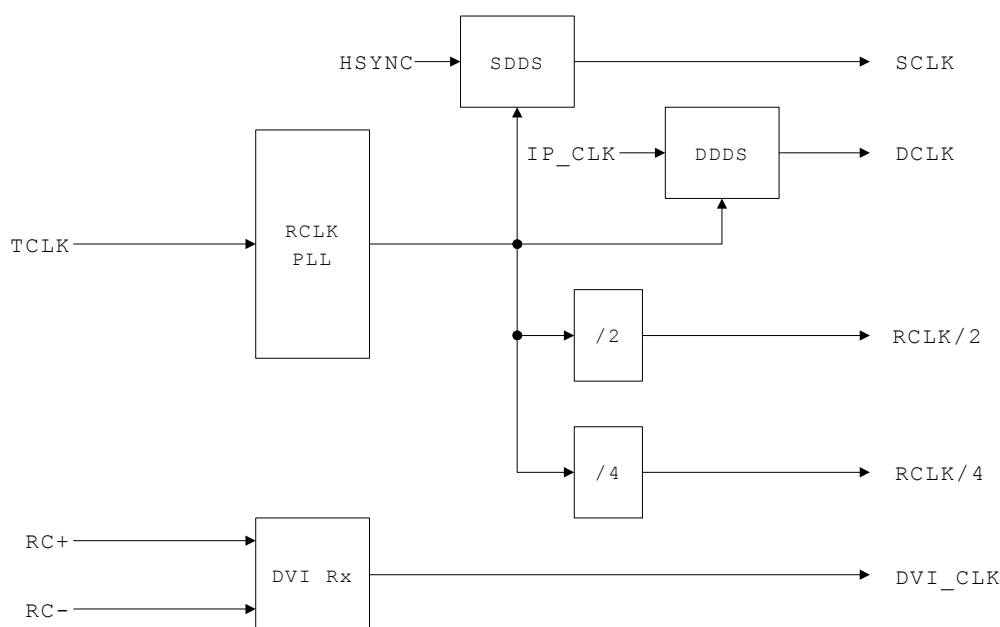 HSYNC
SDDS
SCLK
IP_CLK
DDDS
DCLK
TCLK
RCLK
PLL
/2
RCLK/2
/4
RCLK/4
RC+
DVI Rx
DVI_CLK
RC-